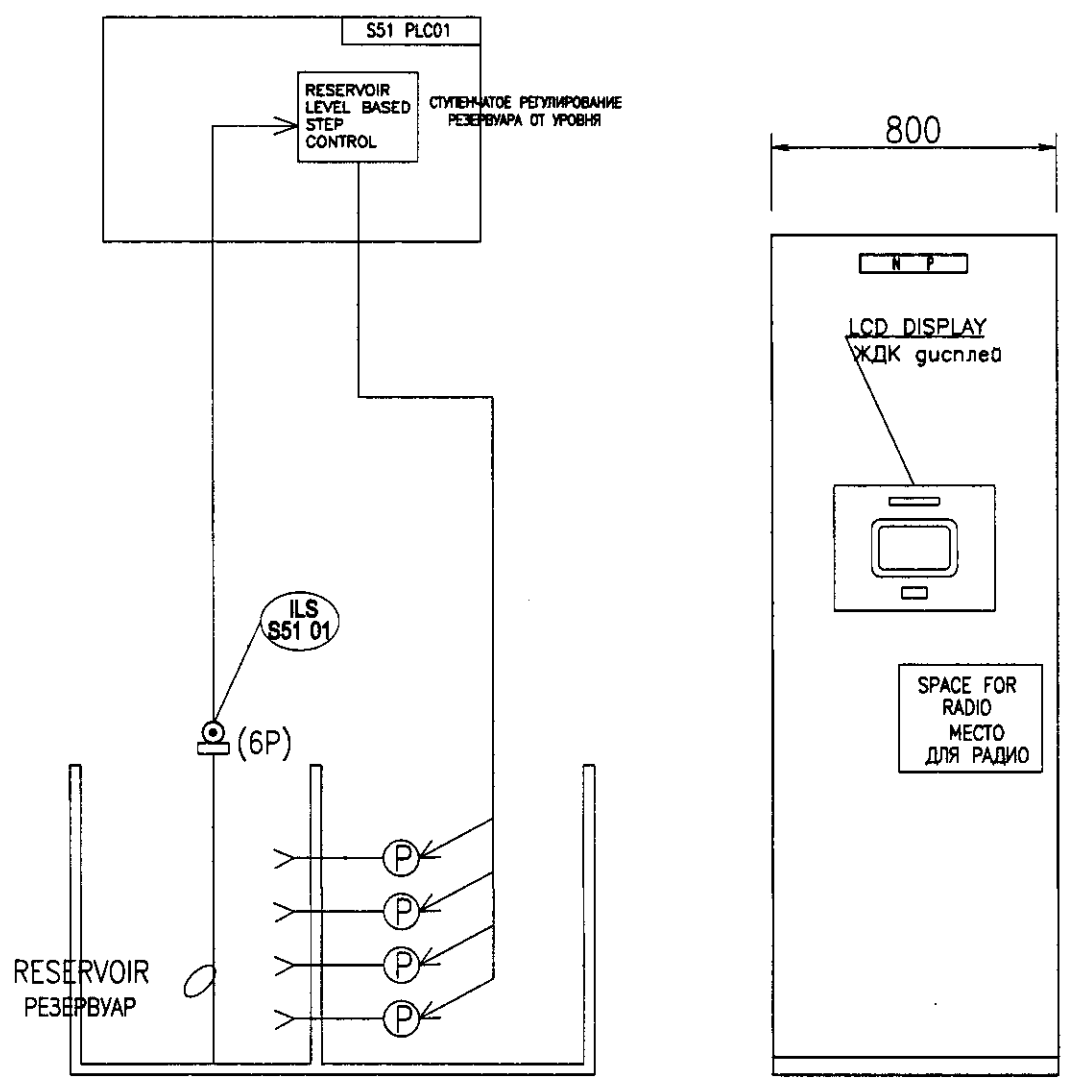 S51 PLC01
RESERVOIR
LEVEL BASED
STEP
CONTROL
СТУПЕНЧАТОЕ РЕГУЛИРОВАНИЕ
РЕЗЕРВУАРА ОТ УРОВНЯ
ILS
S51 01
(6P)
P
P
P
P
RESERVOIR
РЕЗЕРВУАР
800
N P
LCD DISPLAY
ЖДК дисплей
SPACE FOR
RADIO
МЕСТО
ДЛЯ РАДИО